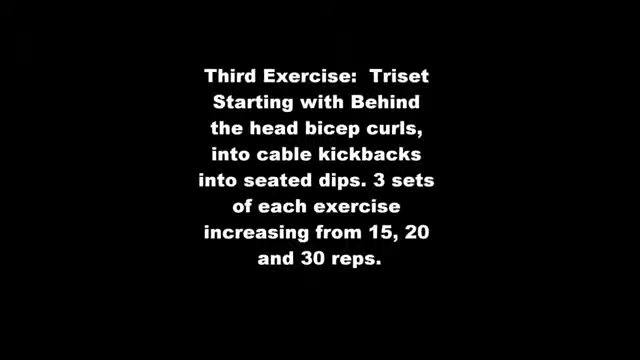 Third Exercise:  Triset
Starting with Behind
the head bicep curls,
into cable kickbacks
into seated dips. 3 sets
of each exercise
increasing from 15, 20
and 30 reps.